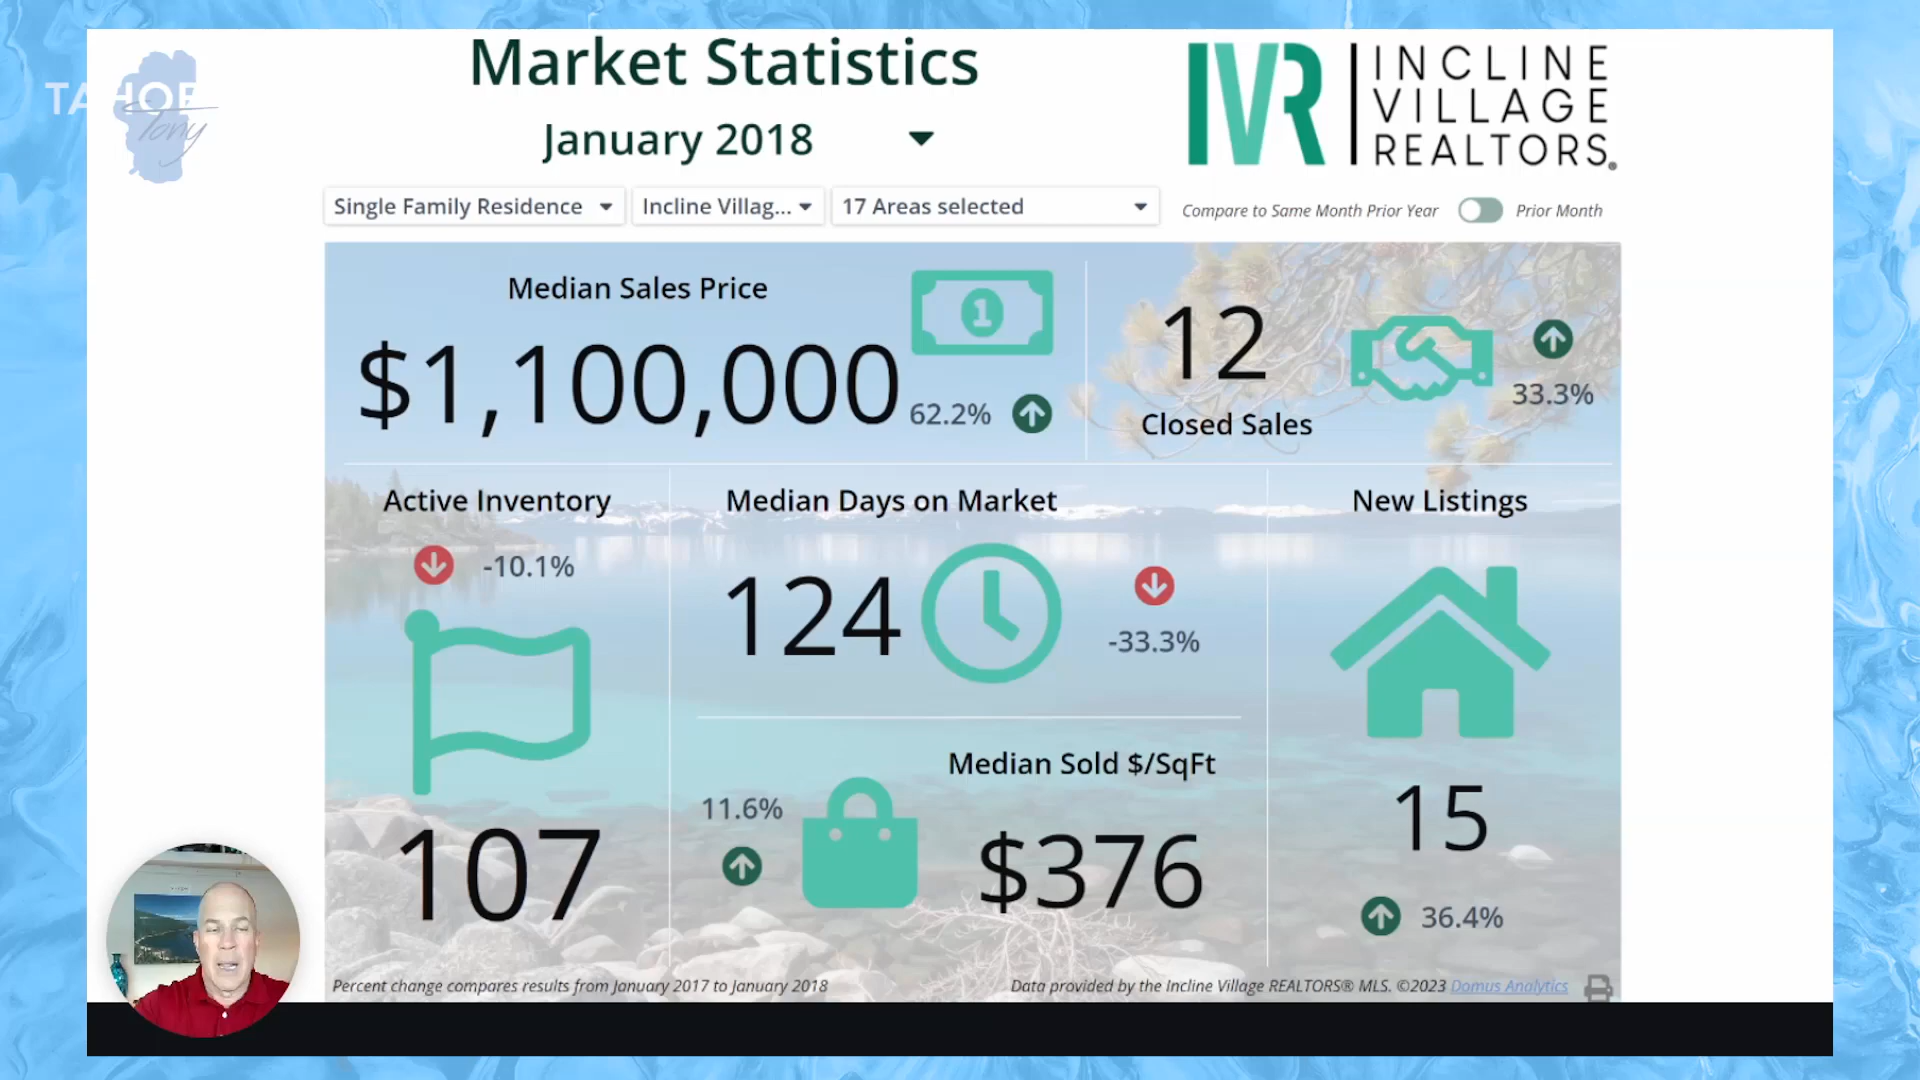 Market Statistics
January 2018
TAHOE
Tony
IVR
INCLINE
VILLAGE
REALTORS®
Single Family Residence
Incline Villag...
17 Areas selected
Compare to Same Month Prior Year
Prior Month
Median Sales Price
1
$1,100,000
62.2%
12
Closed Sales
33.3%
Active Inventory
-10.1%
107
Median Days on Market
124
-33.3%
Median Sold $/SqFt
11.6%
$376
New Listings
15
36.4%
Percent change compares results from January 2017 to January 2018
Data provided by the Incline Village REALTORS® MLS. ©2023 Domus Analytics